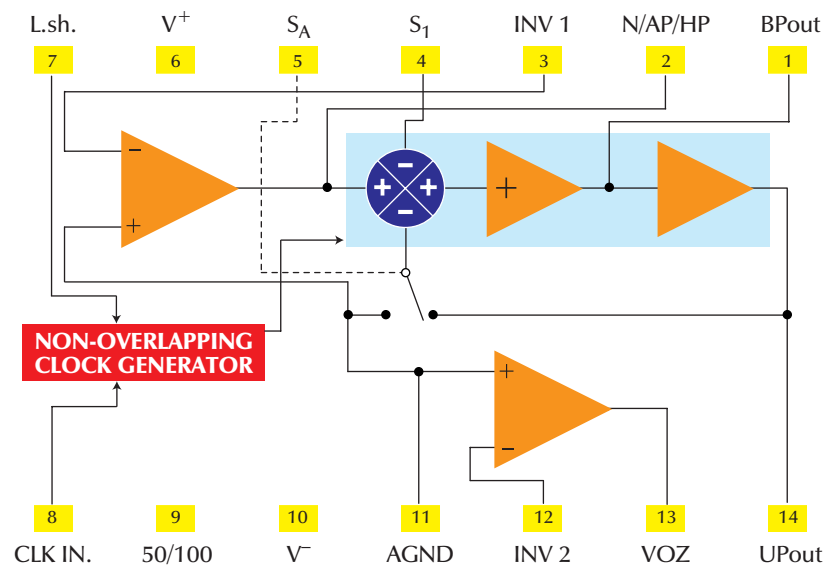 L.sh. V+ SA S1 INV 1 N/AP/HP BPout
7 6 5 4 3 2 1
− − + + + −
+
NON-OVERLAPPING
CLOCK GENERATOR
+
−
8 9 10 11 12 13 14
CLK IN. 50/100 V− AGND INV 2 VOZ UPout